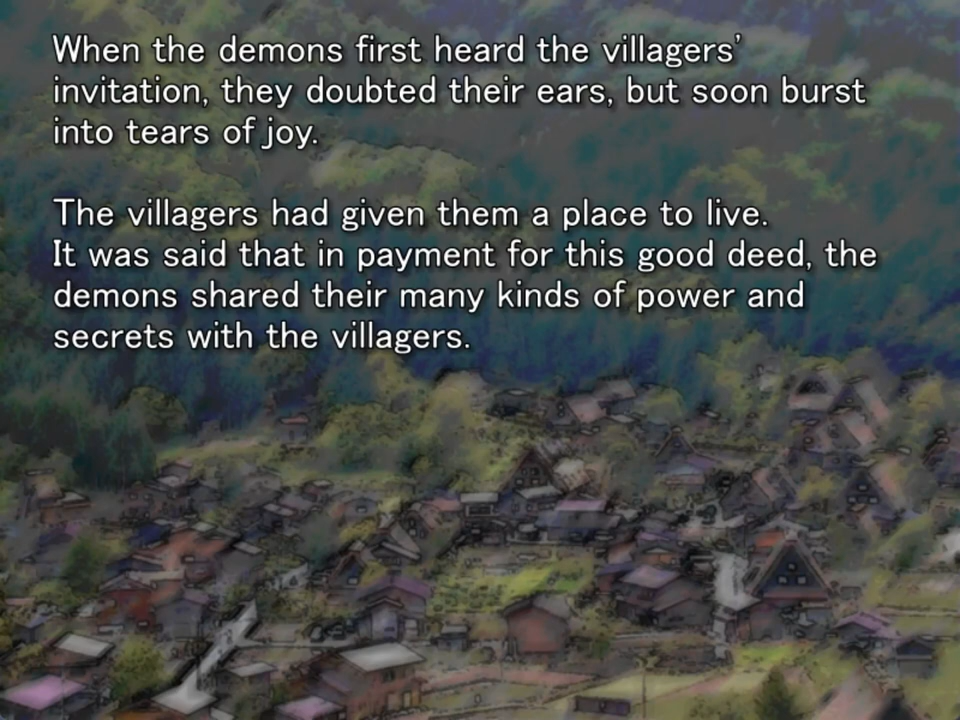 When the demons first heard the villagers’
invitation, they doubted their ears, but soon burst
into tears of joy.
The villagers had given them a place to live.
It was said that in payment for this good deed, the
demons shared their many kinds of power and
secrets with the villagers.